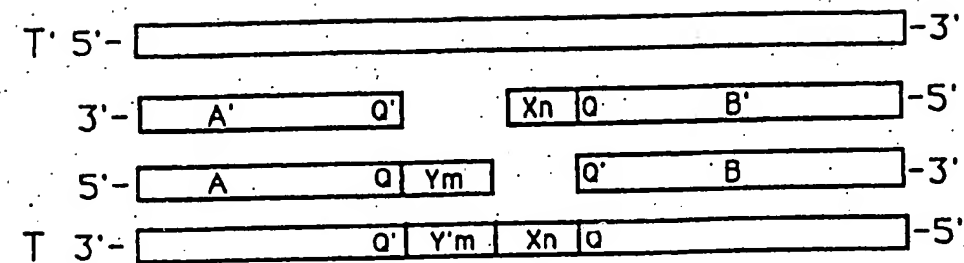 T' 5'- -3'
3'- A' Q' Xn Q B' -5'
5'- A Q Ym Q' B -3'
T 3'- Q' Y'm Xn Q -5'